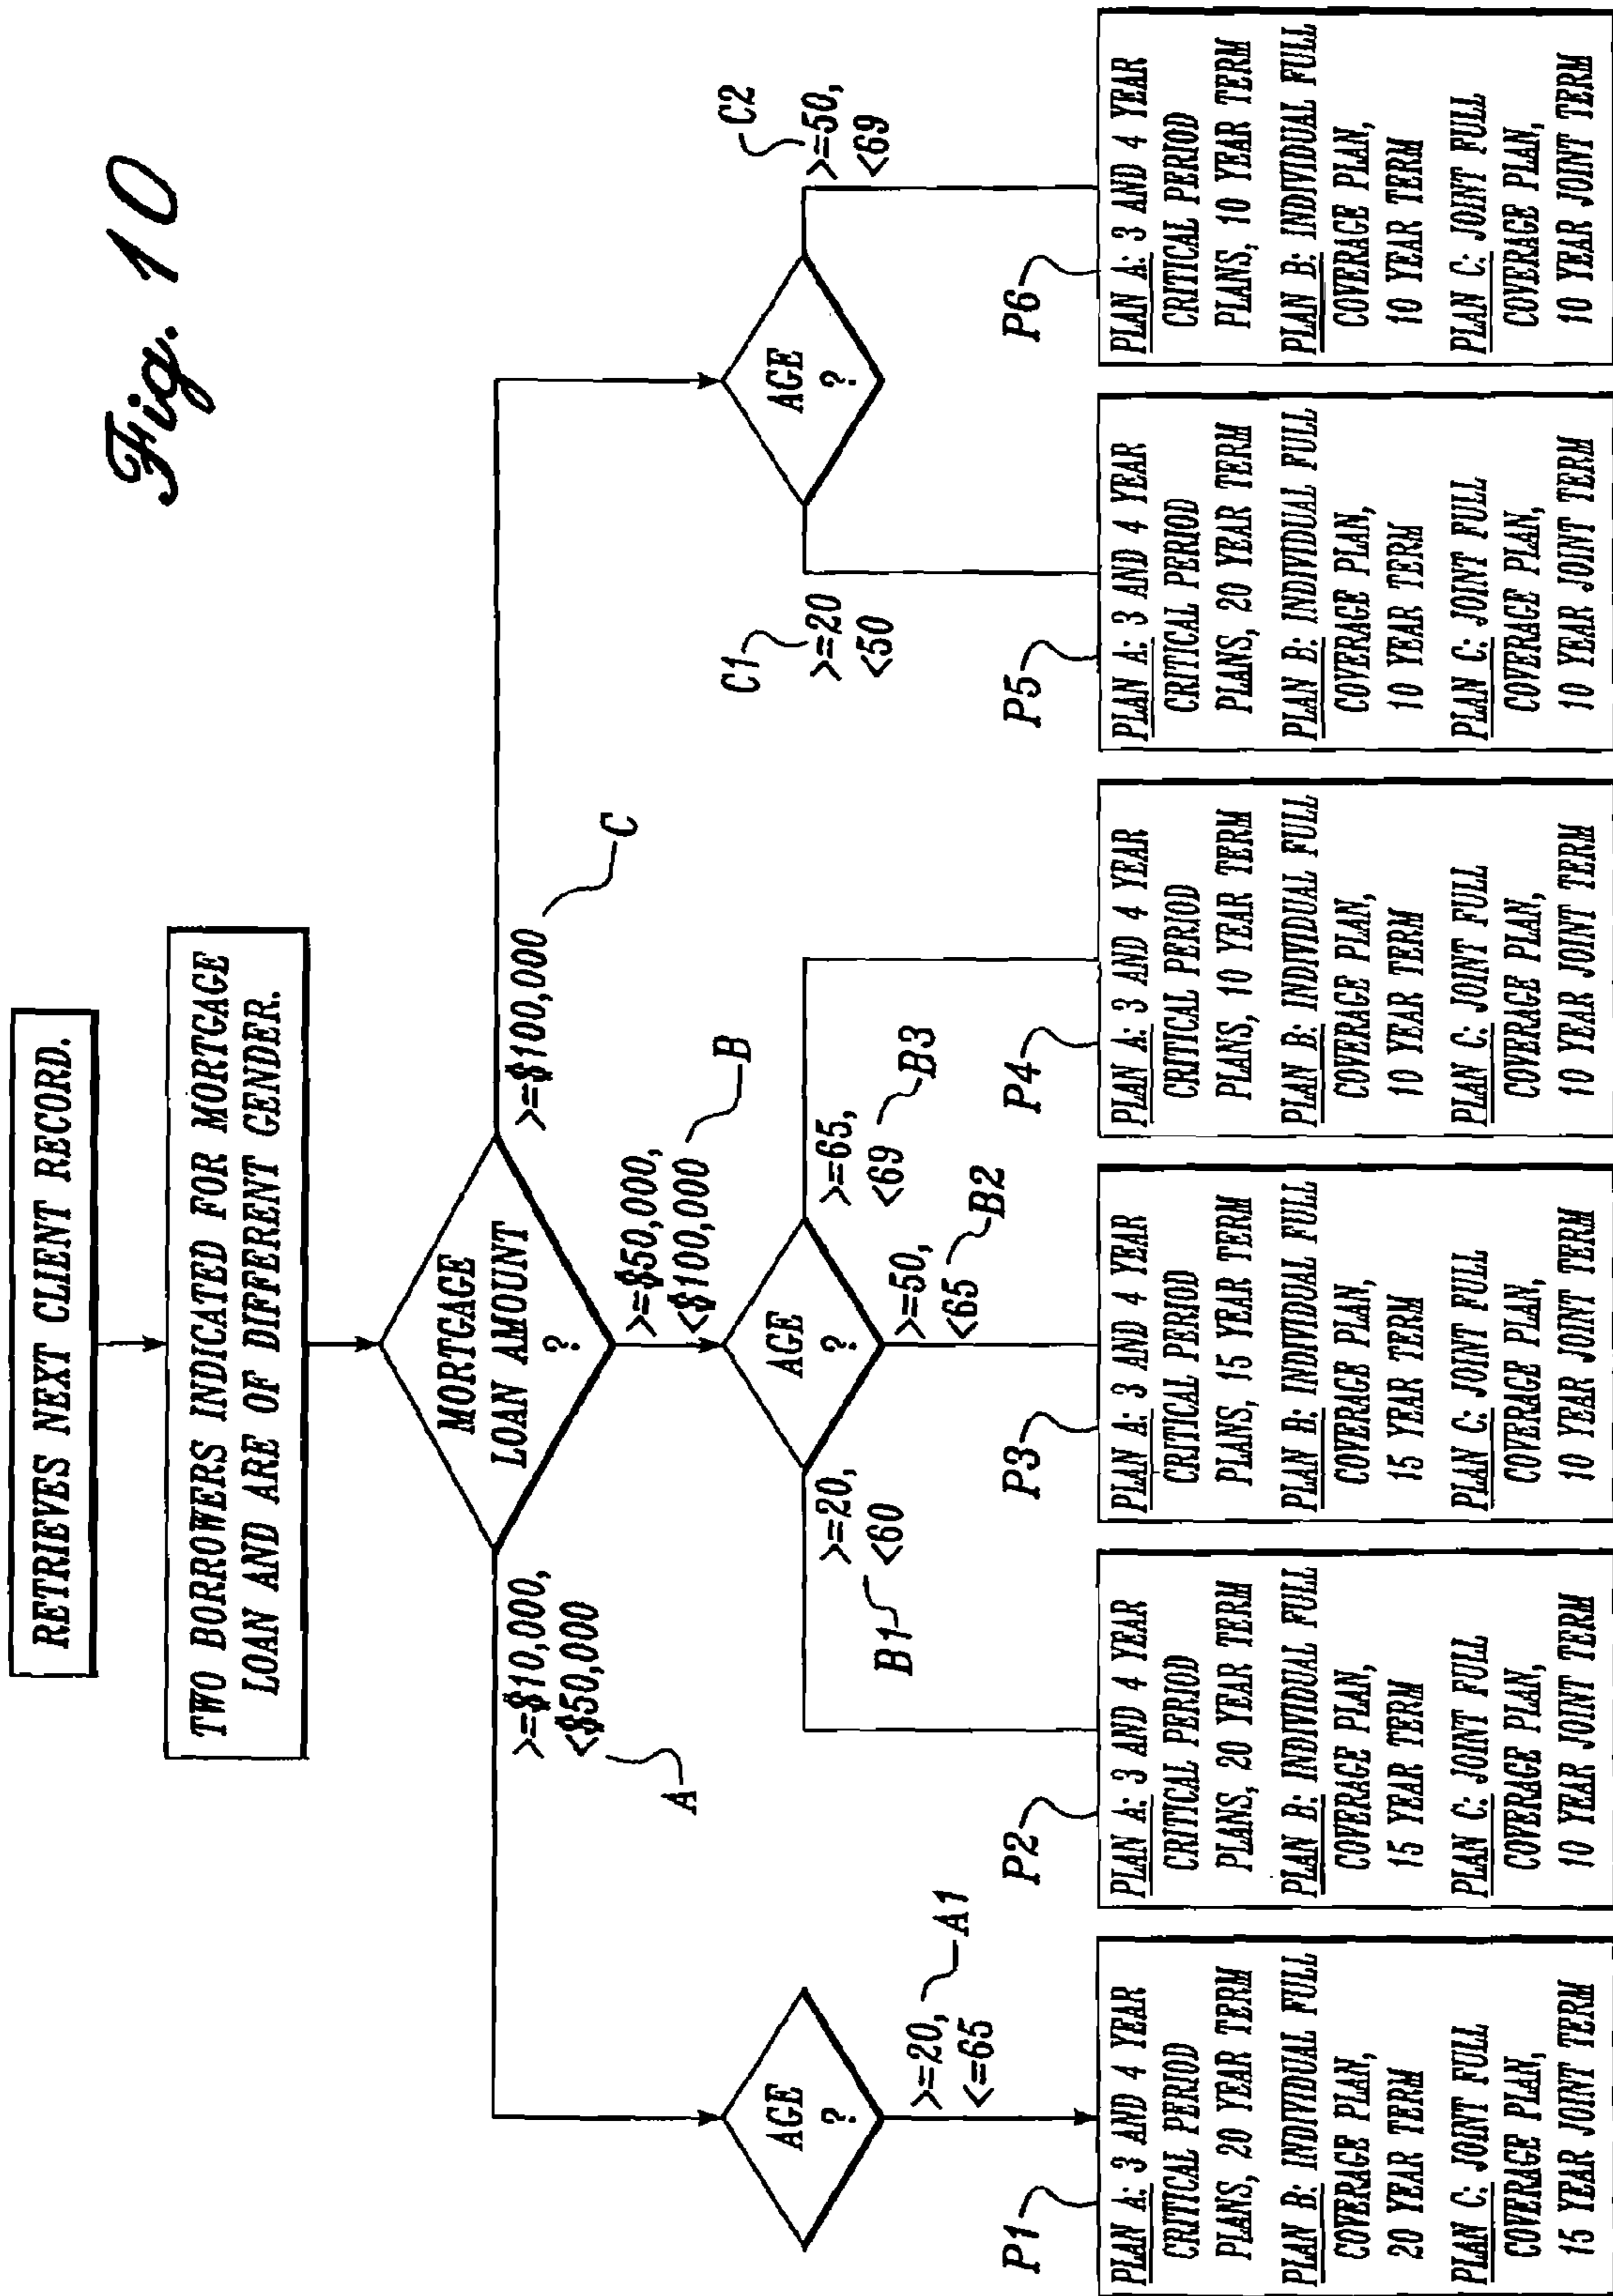 Fig. 10
RETRIEVES NEXT CLIENT RECORD.
TWO BORROWERS INDICATED FOR MORTGAGE
LOAN AND ARE OF DIFFERENT GENDER.
MORTGAGE
LOAN AMOUNT
?
>=$10,000,
<$50,000
A
>=$50,000,
<$100,000
B
>=$100,000
C
AGE
?
>=20,
<=65
A1
AGE
?
>=20,
<60
B1
>=50,
<65
B2
>=65,
<69
B3
AGE
?
C1
>=20
<50
C2
>=50,
<69
P1
PLAN A: 3 AND 4 YEAR
CRITICAL PERIOD
PLANS, 20 YEAR TERM
PLAN B: INDIVIDUAL FULL
COVERAGE PLAN,
20 YEAR TERM
PLAN C: JOINT FULL
COVERAGE PLAN,
15 YEAR JOINT TERM
P2
PLAN A: 3 AND 4 YEAR
CRITICAL PERIOD
PLANS, 20 YEAR TERM
PLAN B: INDIVIDUAL FULL
COVERAGE PLAN,
15 YEAR TERM
PLAN C: JOINT FULL
COVERAGE PLAN,
10 YEAR JOINT TERM
P3
PLAN A: 3 AND 4 YEAR
CRITICAL PERIOD
PLANS, 15 YEAR TERM
PLAN B: INDIVIDUAL FULL
COVERAGE PLAN,
15 YEAR TERM
PLAN C: JOINT FULL
COVERAGE PLAN,
10 YEAR JOINT TERM
P4
PLAN A: 3 AND 4 YEAR
CRITICAL PERIOD
PLANS, 10 YEAR TERM
PLAN B: INDIVIDUAL FULL
COVERAGE PLAN,
10 YEAR TERM
PLAN C: JOINT FULL
COVERAGE PLAN,
10 YEAR JOINT TERM
P5
PLAN A: 3 AND 4 YEAR
CRITICAL PERIOD
PLANS, 20 YEAR TERM
PLAN B: INDIVIDUAL FULL
COVERAGE PLAN,
10 YEAR TERM
PLAN C: JOINT FULL
COVERAGE PLAN,
10 YEAR JOINT TERM
P6
PLAN A: 3 AND 4 YEAR
CRITICAL PERIOD
PLANS, 10 YEAR TERM
PLAN B: INDIVIDUAL FULL
COVERAGE PLAN,
10 YEAR TERM
PLAN C: JOINT FULL
COVERAGE PLAN,
10 YEAR JOINT TERM